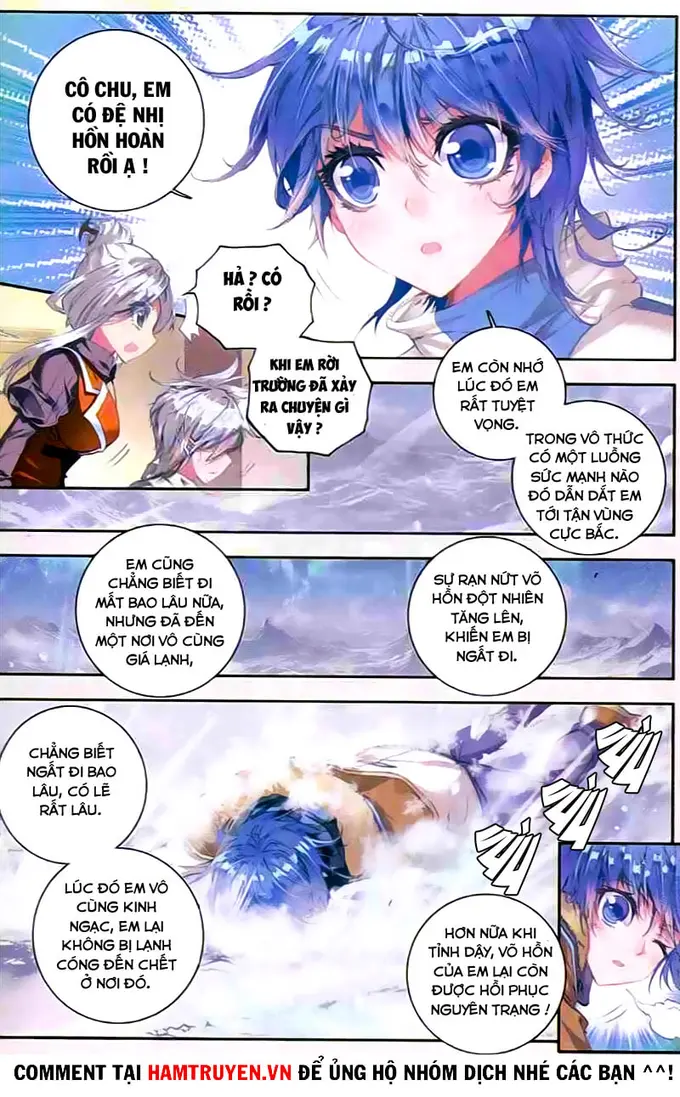 CÔ CHU, EM
CÓ ĐỆ NHỊ
HỒN HOÀN
RỒI Ạ !
HẢ ? CÓ
RỒI ?
KHI EM RỜI
TRƯỜNG ĐÃ XẢY
RA CHUYỆN GÌ
VẬY ?
EM CÒN NHỚ
LÚC ĐÓ EM
RẤT TUYỆT
VỌNG.
TRONG VÔ THỨC
CÓ MỘT LUỒNG
SỨC MẠNH NÀO
ĐÓ DẪN DẮT EM
TỚI TẬN VÙNG
CỰC BẮC.
EM CŨNG
CHẲNG BIẾT ĐI
MẤT BAO LÂU NỮA,
NHƯNG ĐÃ ĐẾN
MỘT NƠI VÔ CÙNG
GIÁ LẠNH,
SỰ RẠN NỨT VÕ
HỒN ĐỘT NHIÊN
TĂNG LÊN,
KHIẾN EM BỊ
NGẤT ĐI.
CHẲNG BIẾT
NGẤT ĐI BAO
LÂU, CÓ LẼ
RẤT LÂU.
LÚC ĐÓ EM VÔ
CÙNG KINH
NGẠC, EM LẠI
KHÔNG BỊ LẠNH
CÓNG ĐẾN CHẾT
Ở NƠI ĐÓ.
HƠN NỮA KHI
TỈNH DẬY, VÕ HỒN
CỦA EM LẠI CÒN
ĐƯỢC HỒI PHỤC
NGUYÊN TRẠNG !
COMMENT TẠI HAMTRUYEN.VN ĐỂ ỦNG HỘ NHÓM DỊCH NHÉ CÁC BẠN ^^!